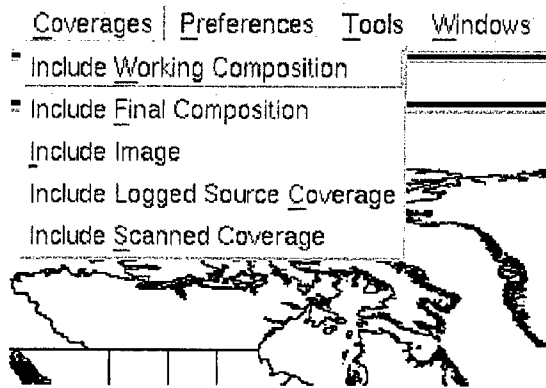 Coverages Preferences Tools Windows
Include Working Composition
Include Final Composition
Include Image
Include Logged Source Coverage
Include Scanned Coverage